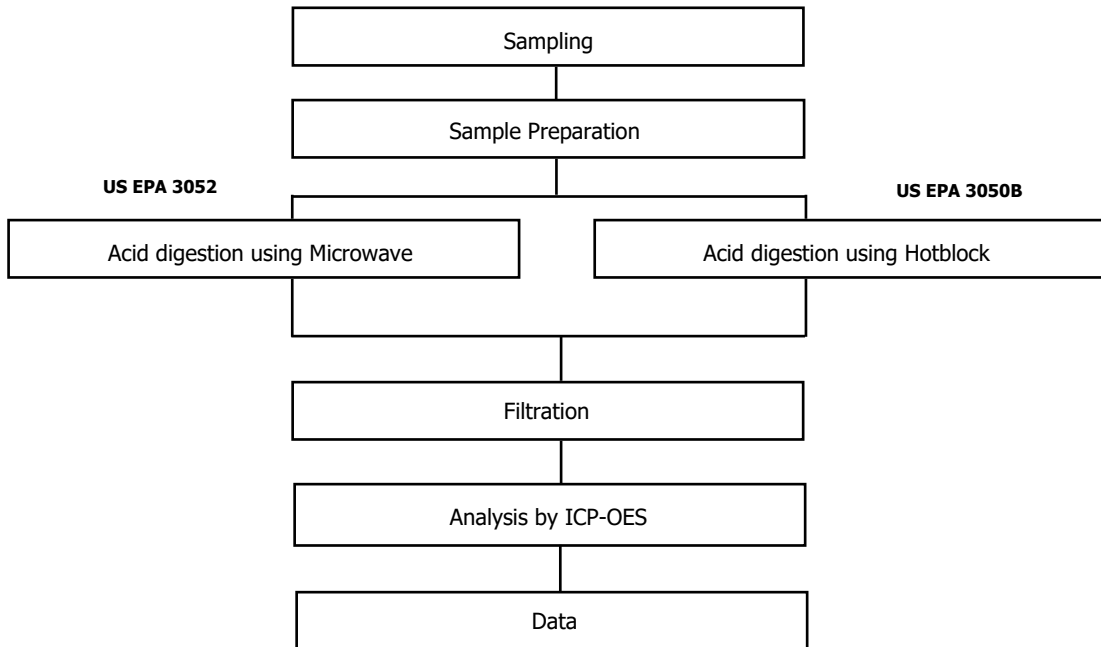 Sampling
Sample Preparation
US EPA 3052
US EPA 3050B
Acid digestion using Microwave
Acid digestion using Hotblock
Filtration
Analysis by ICP-OES
Data